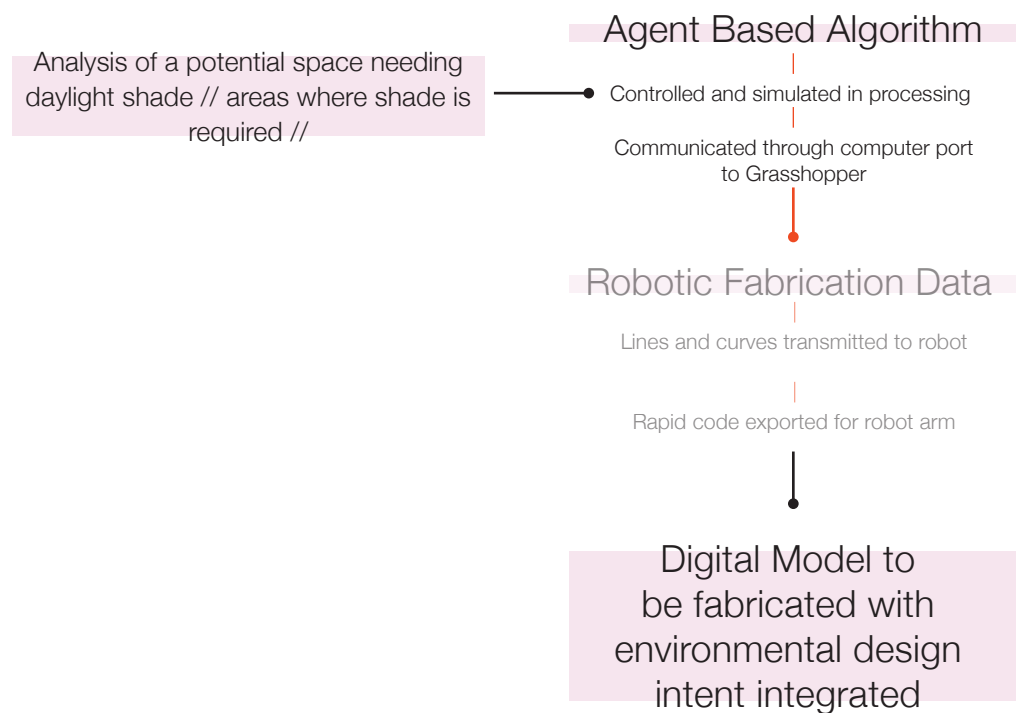 Agent Based Algorithm
Analysis of a potential space needing
daylight shade // areas where shade is
required //
Controlled and simulated in processing
Communicated through computer port
to Grasshopper
Robotic Fabrication Data
Lines and curves transmitted to robot
Rapid code exported for robot arm
Digital Model to
be fabricated with
environmental design
intent integrated